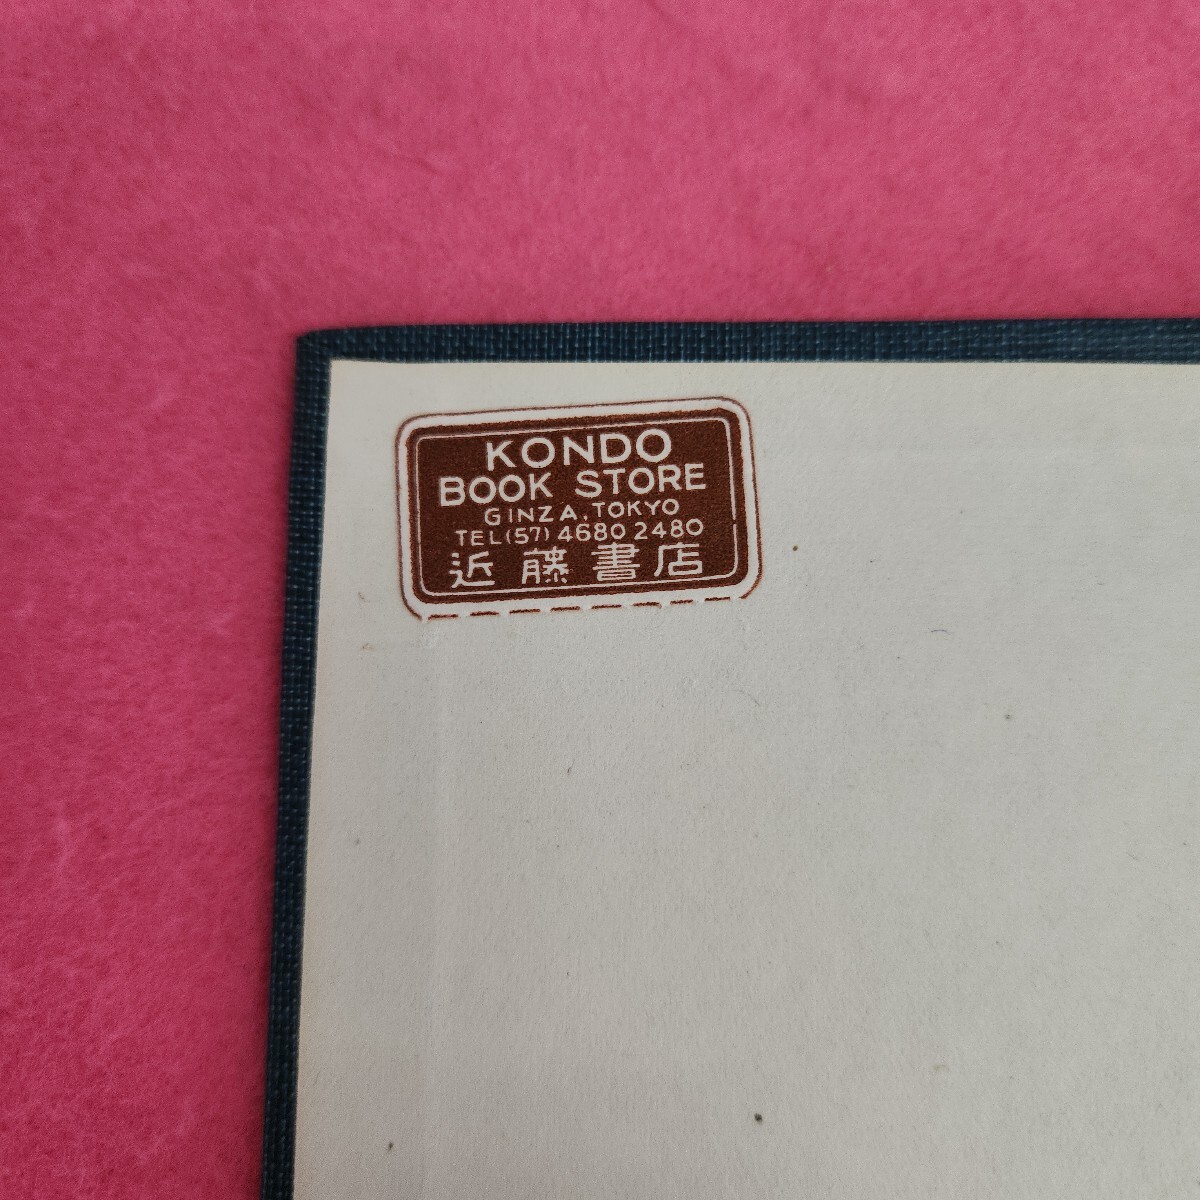 KONDO
BOOK STORE
GINZA, TOKYO
TEL(57) 4680 2480
近藤書店